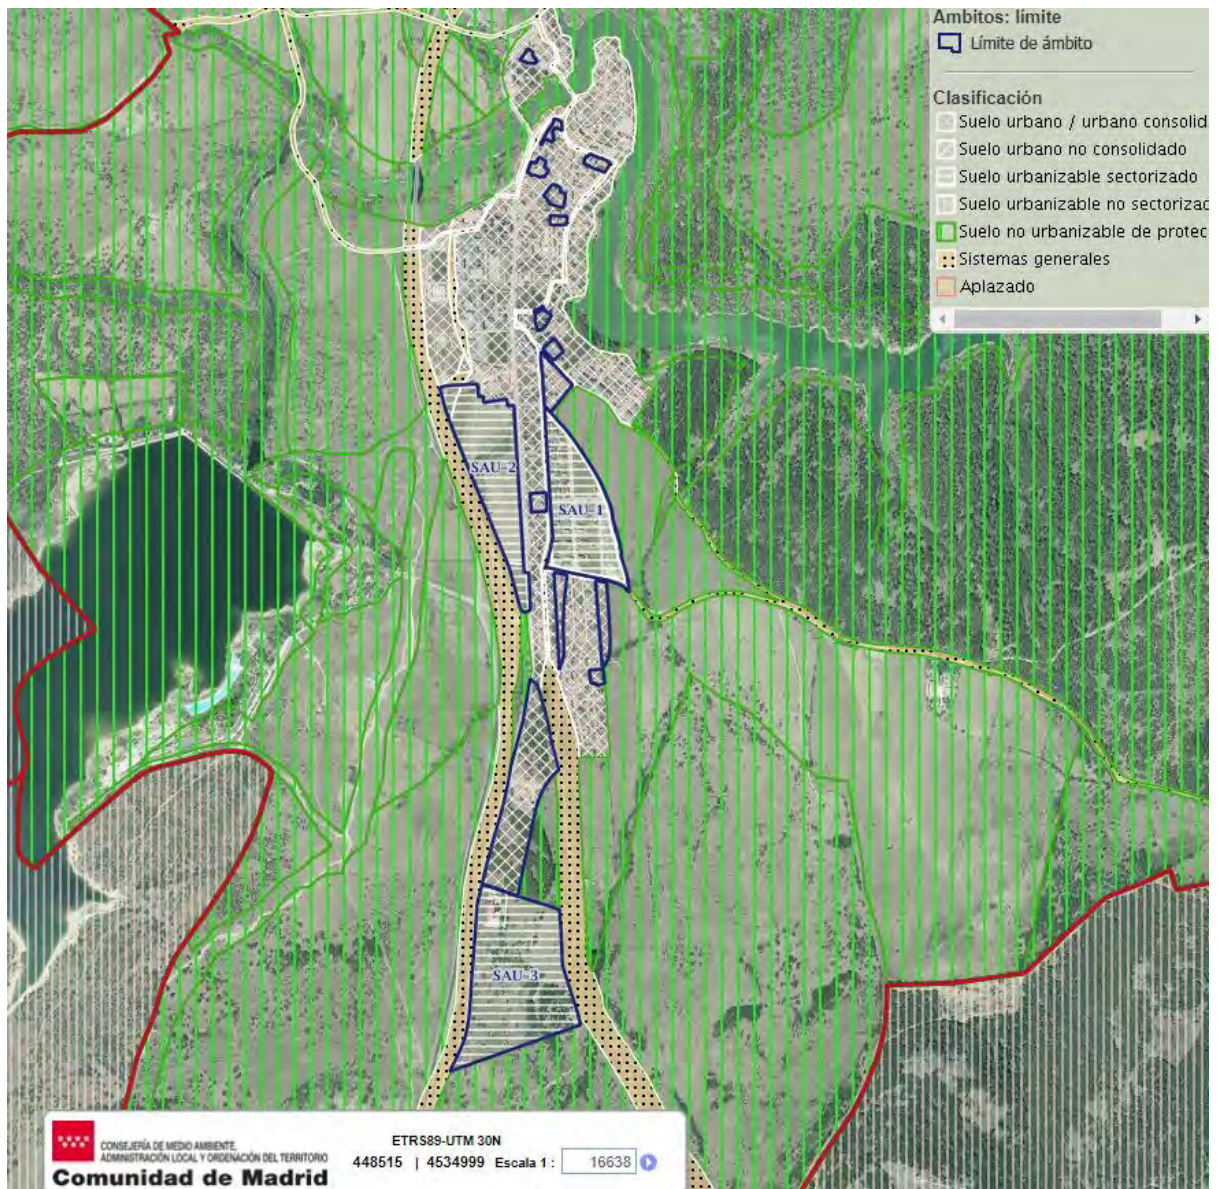 Ambitos: límite
Límite de ámbito
Clasificación
Suelo urbano / urbano consolid
Suelo urbano no consolidado
Suelo urbanizable sectorizado
Suelo urbanizable no sectorizac
Suelo no urbanizable de protec
Sistemas generales
Aplazado
SAU-2
SAU-1
SAU-3
CONSEJERÍA DE MEDIO AMBIENTE,
ADMINISTRACIÓN LOCAL Y ORDENACIÓN DEL TERRITORIO
Comunidad de Madrid
ETRS89-UTM 30N
448515 | 4534999 Escala 1 : 16638